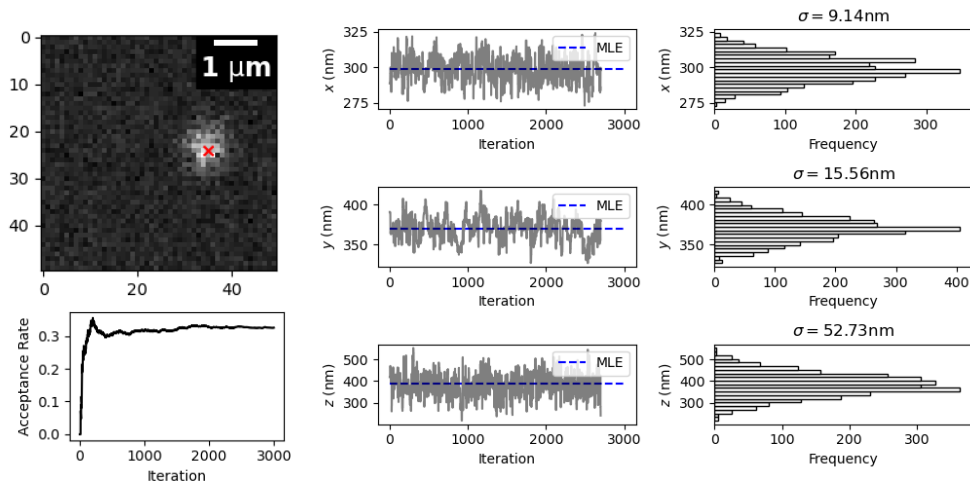 0
10
20
30
40
0
20
40
1 µm
Acceptance Rate
0.3
0.2
0.1
0.0
0
1000
2000
3000
Iteration
x (nm)
325
300
275
MLE
0
1000
2000
3000
Iteration
σ = 9.14nm
x (nm)
325
300
275
0
100
200
300
Frequency
y (nm)
400
350
MLE
0
1000
2000
3000
Iteration
σ = 15.56nm
y (nm)
400
350
0
100
200
300
400
Frequency
z (nm)
500
400
300
MLE
0
1000
2000
3000
Iteration
σ = 52.73nm
z (nm)
500
400
300
0
100
200
300
Frequency